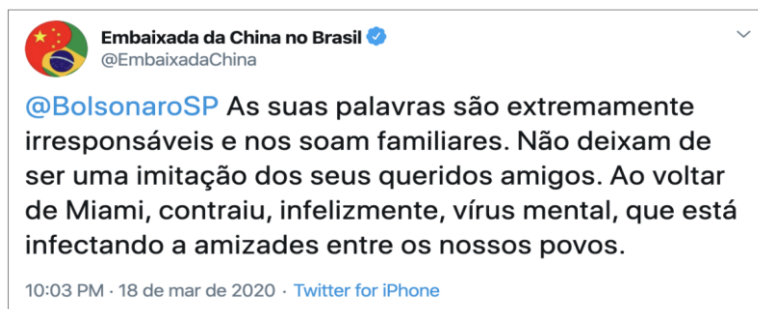 Embaixada da China no Brasil
@EmbaixadaChina
@BolsonaroSP As suas palavras são extremamente
irresponsáveis e nos soam familiares. Não deixam de
ser uma imitação dos seus queridos amigos. Ao voltar
de Miami, contraiu, infelizmente, vírus mental, que está
infectando a amizades entre os nossos povos.
10:03 PM · 18 de mar de 2020 · Twitter for iPhone